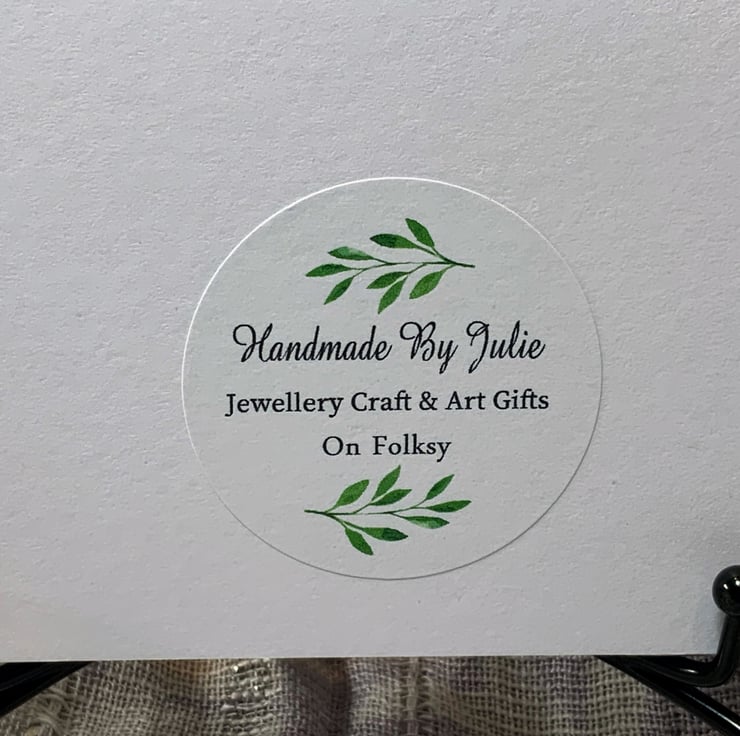 Handmade By Julie
Jewellery Craft & Art Gifts
On Folksy